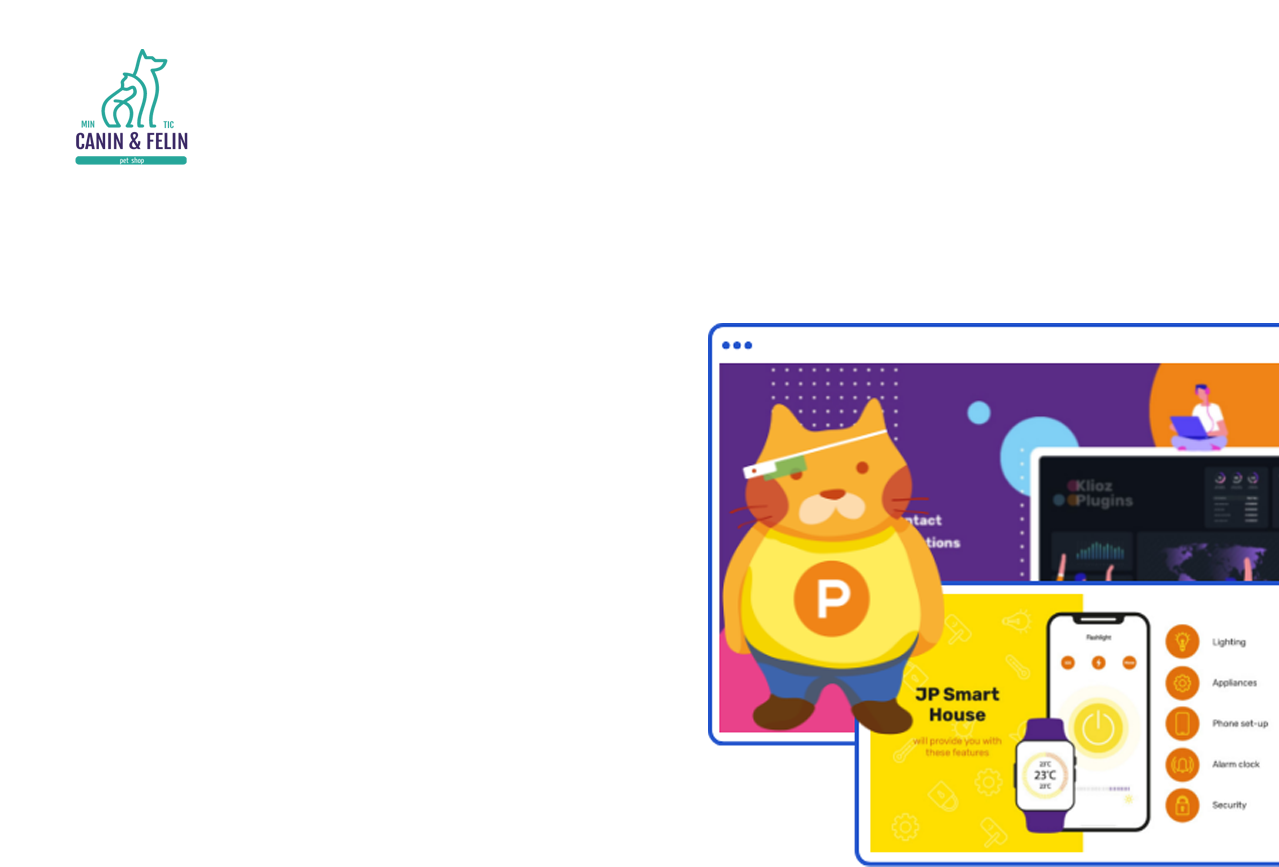 MIN TIC
CANIN & FELIN
pet shop
Klioz
Plugins
ntact
tions
P
Flashlight
JP Smart
House
will provide you with
these features
23°C
23°C
23°C
Lighting
Appliances
Phone set-up
Alarm clock
Security